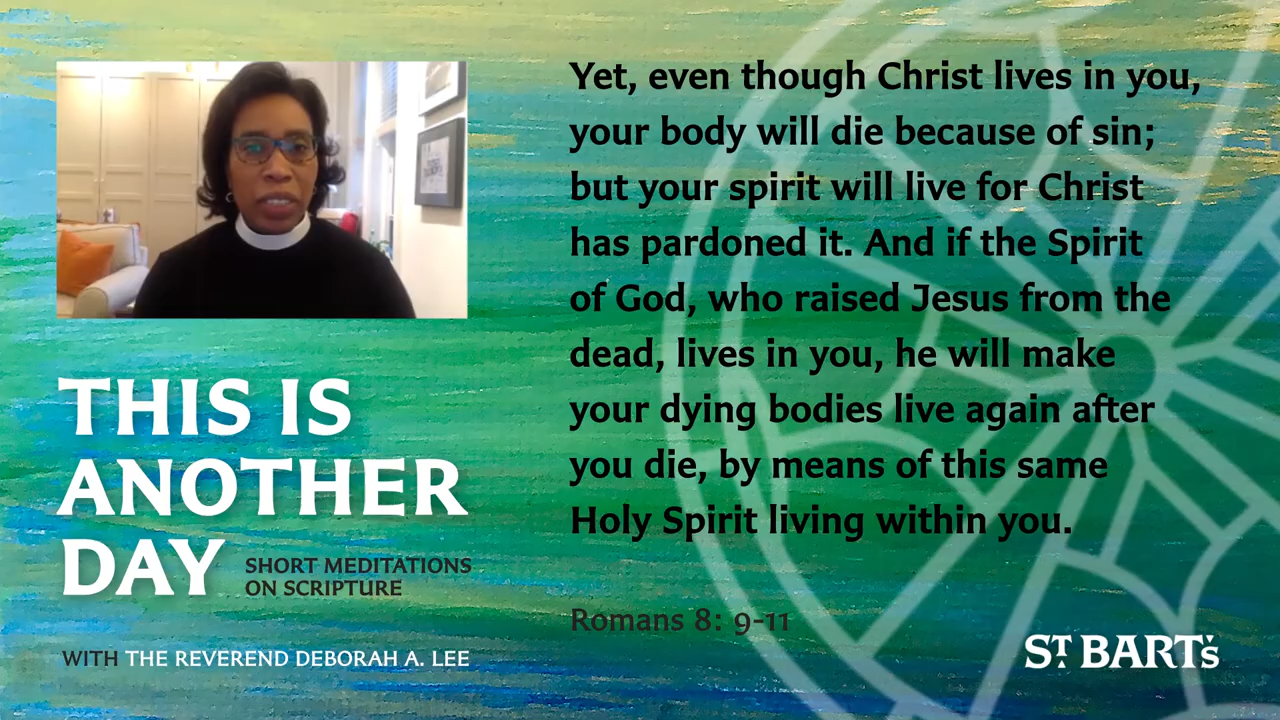 Yet, even though Christ lives in you,
your body will die because of sin;
but your spirit will live for Christ
has pardoned it. And if the Spirit
of God, who raised Jesus from the
dead, lives in you, he will make
your dying bodies live again after
you die, by means of this same
Holy Spirit living within you.
Romans 8: 9-11
THIS IS
ANOTHER
DAY
SHORT MEDITATIONS
ON SCRIPTURE
WITH THE REVEREND DEBORAH A. LEE
ST. BART'S